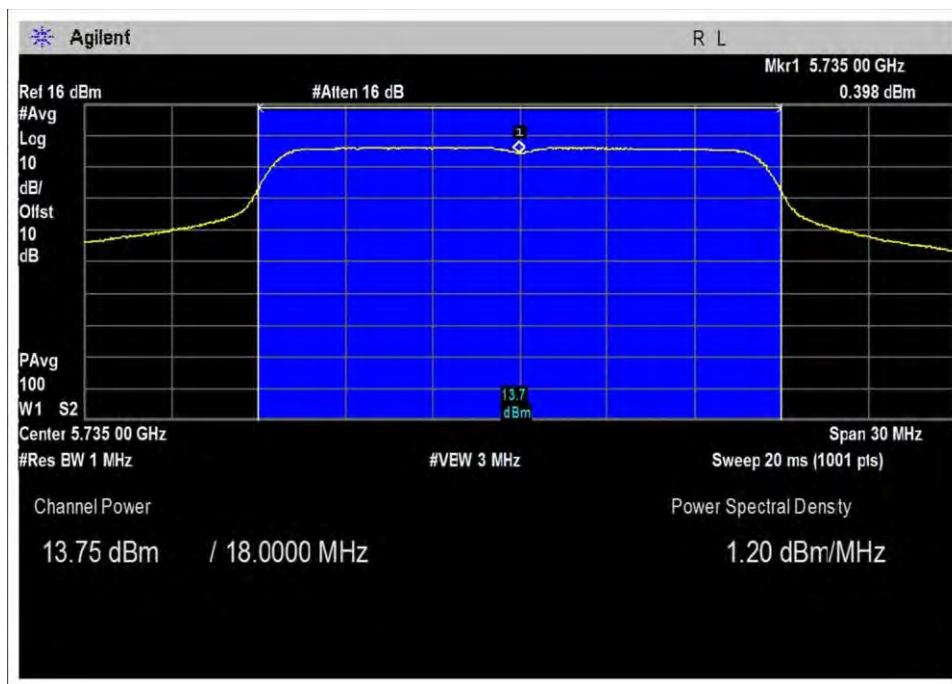 Agilent R L
Mkr1 5.735 00 GHz
Ref 16 dBm #Atten 16 dB 0.398 dBm
#Avg
Log
10
dB/
Offst
10
dB
1
PAvg
100
W1 S2
13.7
dBm
Center 5.735 00 GHz Span 30 MHz
#Res BW 1 MHz #VBW 3 MHz Sweep 20 ms (1001 pts)
Channel Power Power Spectral Density
13.75 dBm / 18.0000 MHz 1.20 dBm/MHz